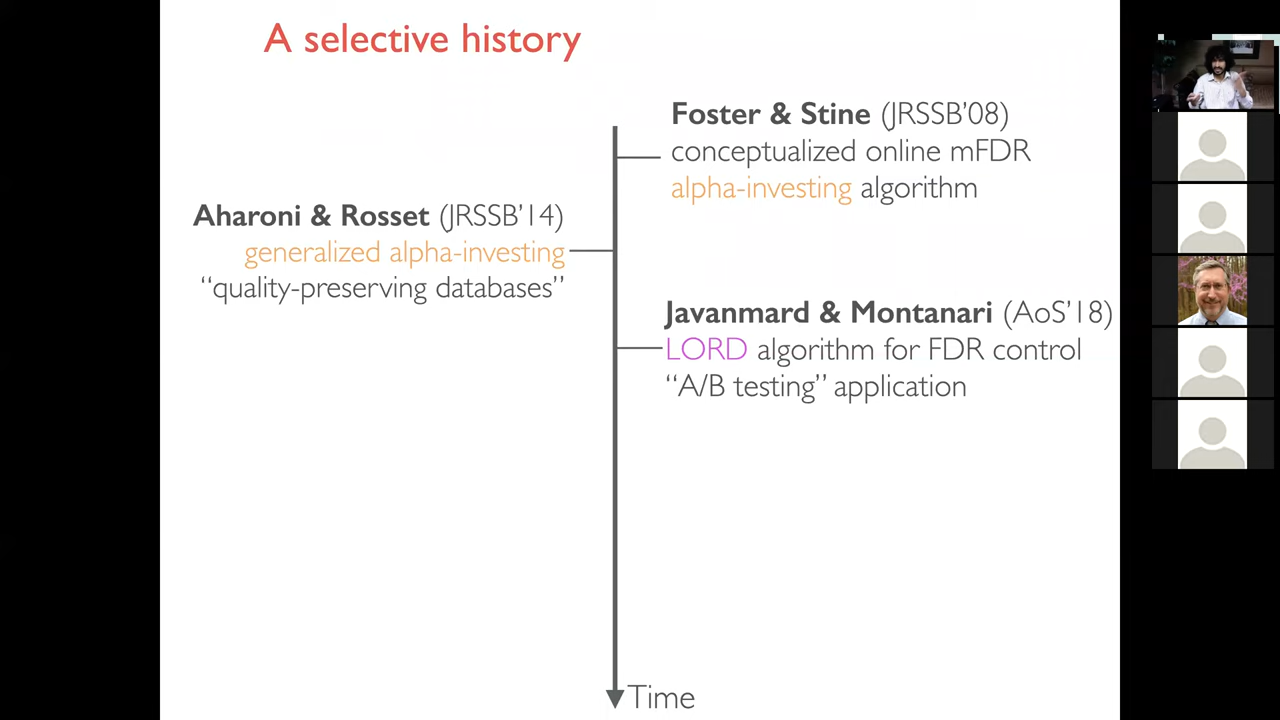 A selective history
Foster & Stine (JRSSB’08)
conceptualized online mFDR
alpha-investing algorithm
Aharoni & Rosset (JRSSB’14)
generalized alpha-investing
“quality-preserving databases”
Javanmard & Montanari (AoS’18)
LORD algorithm for FDR control
“A/B testing” application
Time